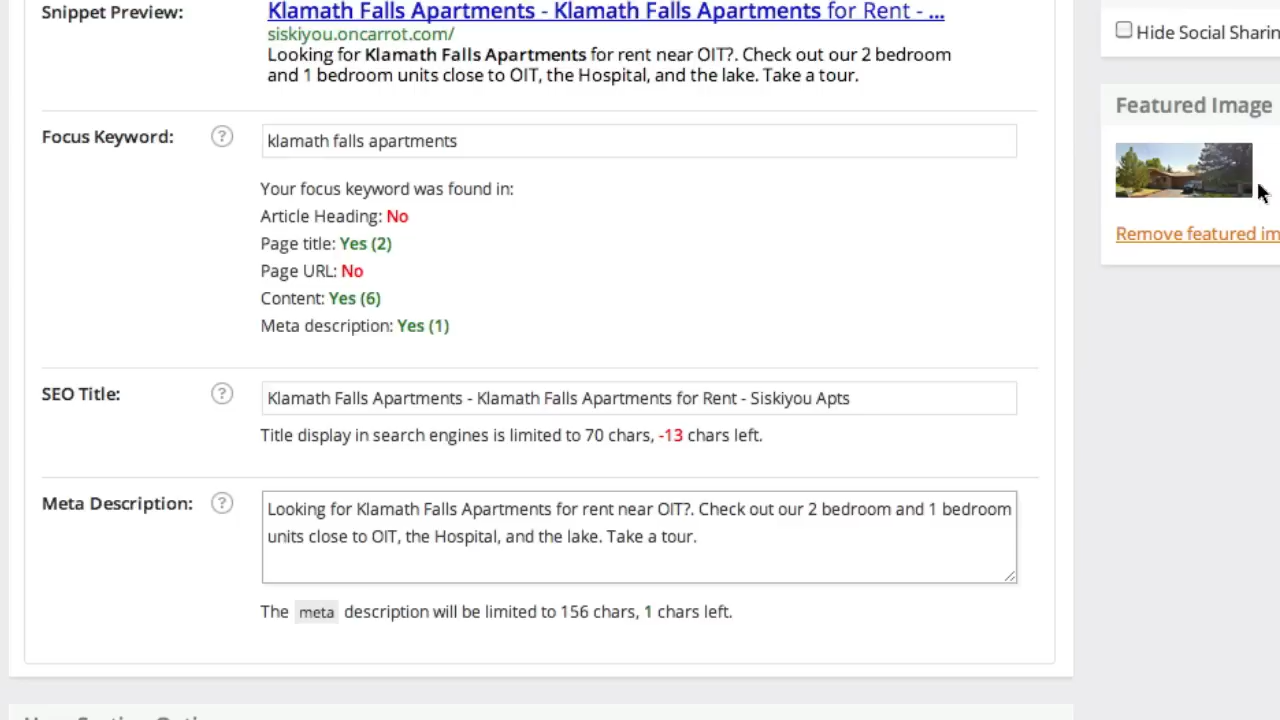 Snippet Preview:
Klamath Falls Apartments - Klamath Falls Apartments for Rent - ...
siskiyou.oncarrot.com/
Looking for Klamath Falls Apartments for rent near OIT?. Check out our 2 bedroom
and 1 bedroom units close to OIT, the Hospital, and the lake. Take a tour.
Focus Keyword: ?
klamath falls apartments
Your focus keyword was found in:
Article Heading: No
Page title: Yes (2)
Page URL: No
Content: Yes (6)
Meta description: Yes (1)
SEO Title: ?
Klamath Falls Apartments - Klamath Falls Apartments for Rent - Siskiyou Apts
Title display in search engines is limited to 70 chars, -13 chars left.
Meta Description: ?
Looking for Klamath Falls Apartments for rent near OIT?. Check out our 2 bedroom and 1 bedroom
units close to OIT, the Hospital, and the lake. Take a tour.
The meta description will be limited to 156 chars, 1 chars left.
Hide Social Sharin
Featured Image
Remove featured im